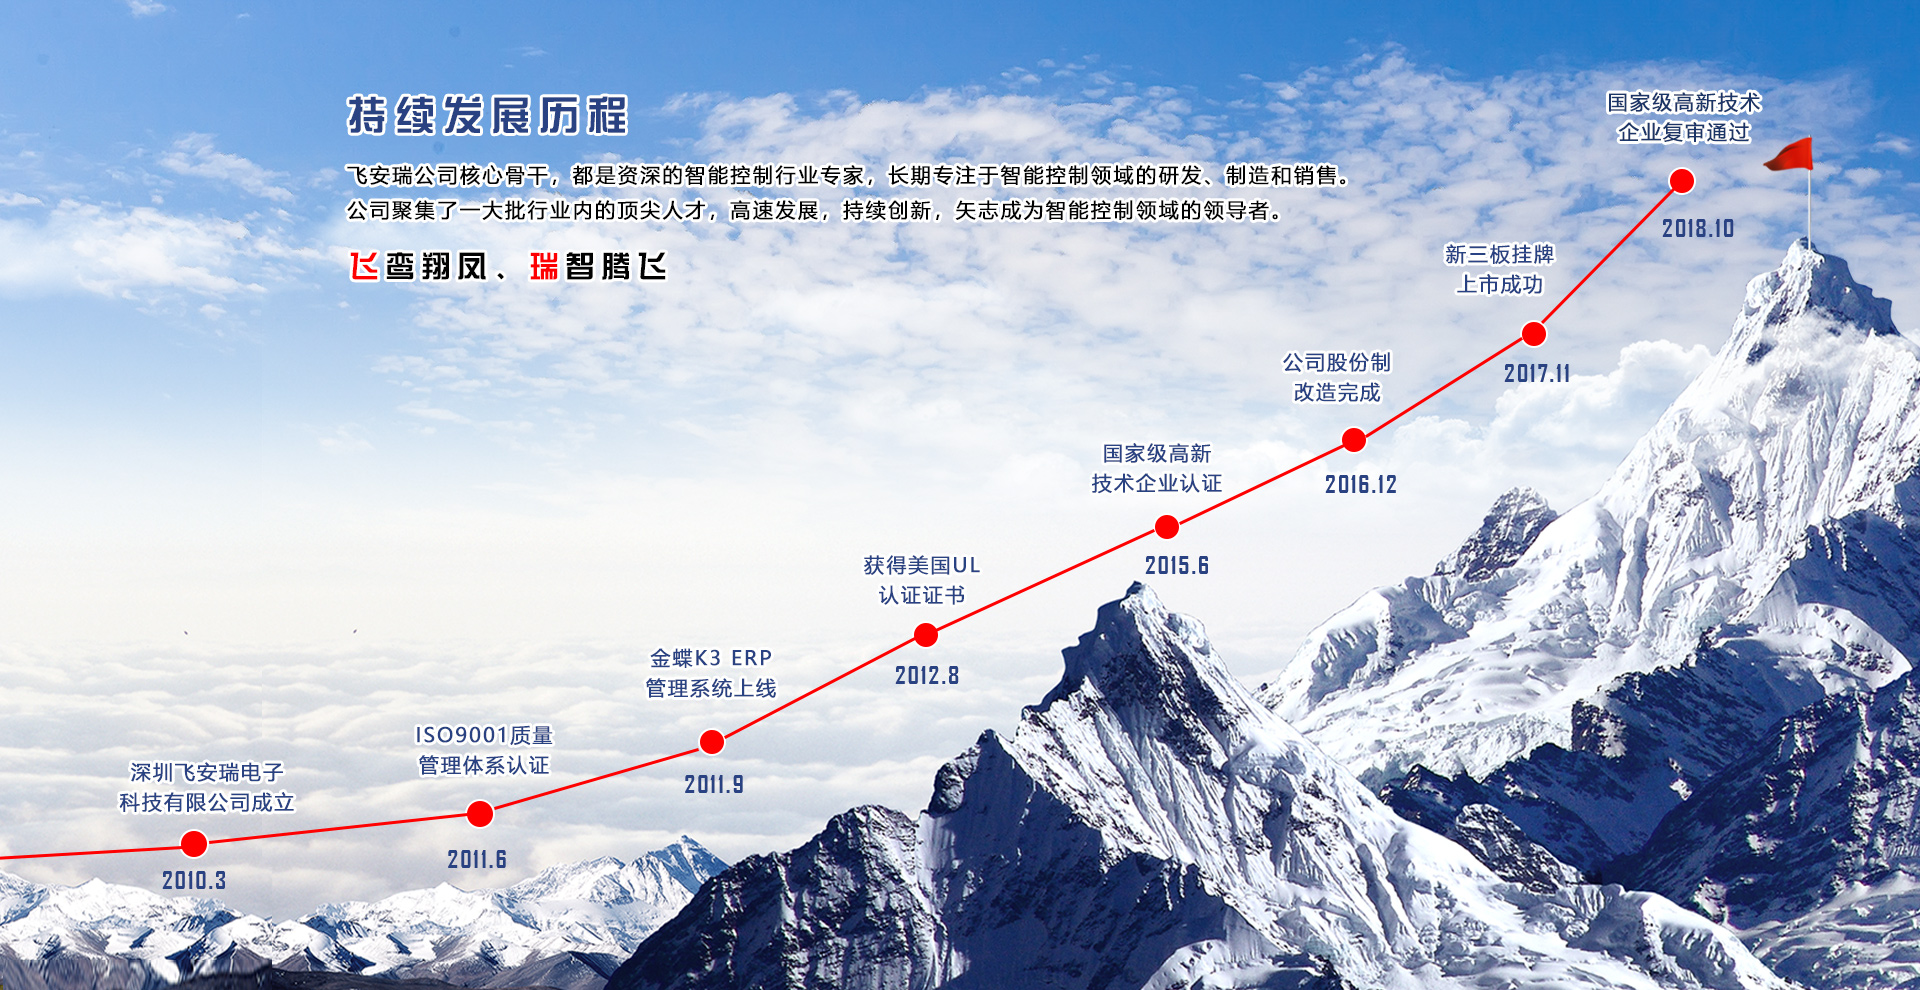 持续发展历程
飞安瑞公司核心骨干，都是资深的智能控制行业专家，长期专注于智能控制领域的研发、制造和销售。
公司聚集了一大批行业内的顶尖人才，高速发展，持续创新，矢志成为智能控制领域的领导者。
飞鸾翔凤、瑞智腾飞
深圳飞安瑞电子
科技有限公司成立
2010.3
ISO9001质量
管理体系认证
2011.6
金蝶K3 ERP
管理系统上线
2011.9
获得美国UL
认证证书
2012.8
国家级高新
技术企业认证
2015.6
公司股份制
改造完成
2016.12
新三板挂牌
上市成功
2017.11
国家级高新技术
企业复审通过
2018.10